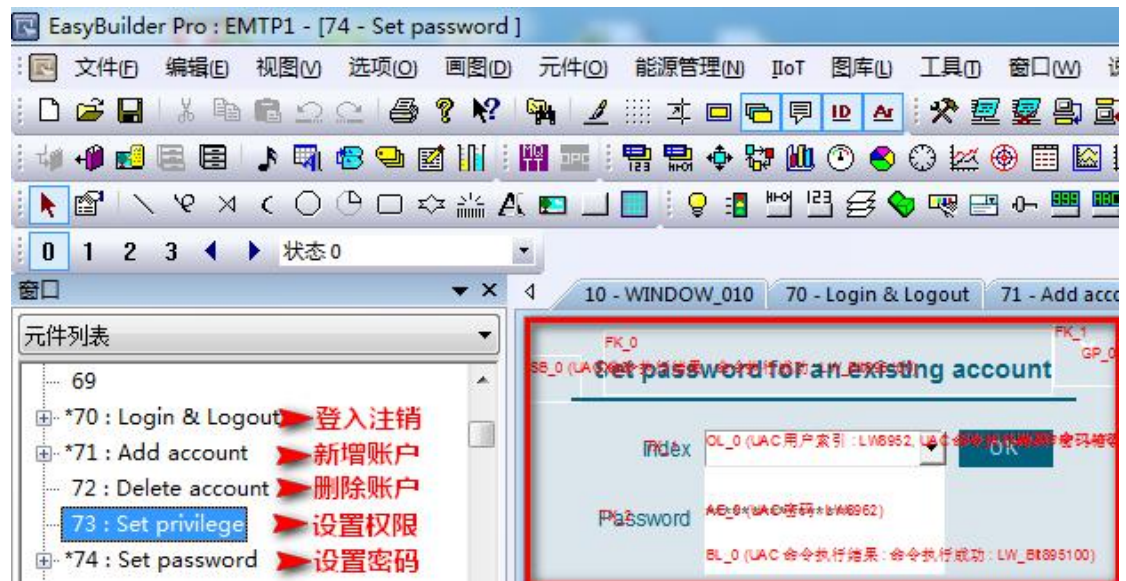 EasyBuilder Pro : EMTP1 - [74 - Set password ]
文件(F) 编辑(E) 视图(V) 选项(O) 画图(D) 元件(O) 能源管理(N) IIoT 图库(L) 工具(T) 窗口(W)
0 1 2 3 状态 0
窗口
10 - WINDOW_010 70 - Login & Logout 71 - Add acco
元件列表
69
*70 : Login & Logout 登入注销
*71 : Add account 新增账户
72 : Delete account 删除账户
73 : Set privilege 设置权限
*74 : Set password 设置密码
FK_0 FK_1
GP_0
Set password for an existing account
Index OL_0 (UAC用户索引 : LW8952, OK
Password AE_0 (UAC密码 : LW8962)
BL_0 (UAC 命令执行结果 : 命令执行成功 : LW_Bit895100)